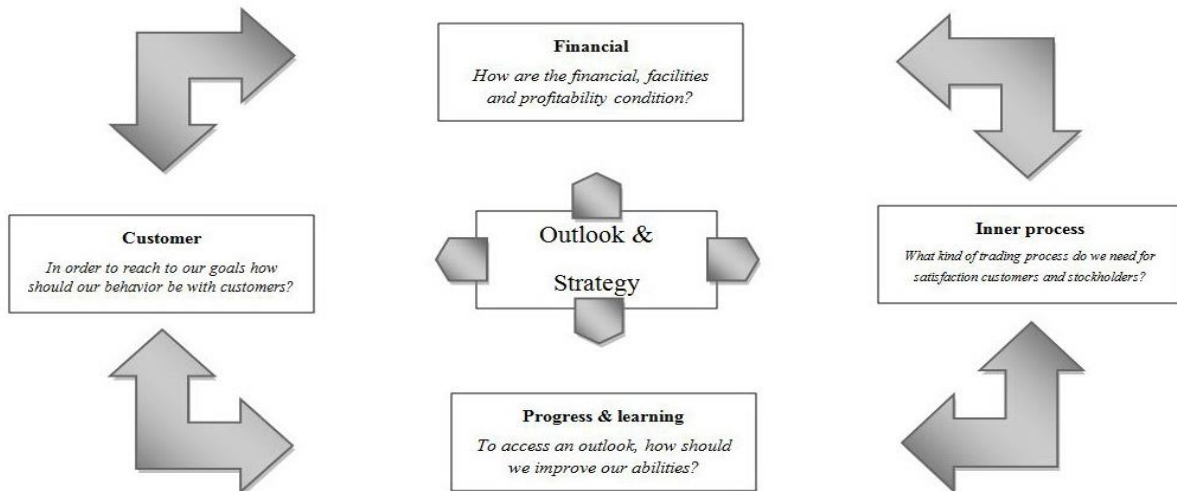 Financial
How are the financial, facilities
and profitability condition?
Customer
In order to reach to our goals how
should our behavior be with customers?
Outlook &
Strategy
Inner process
What kind of trading process do we need for
satisfaction customers and stockholders?
Progress & learning
To access an outlook, how should
we improve our abilities?